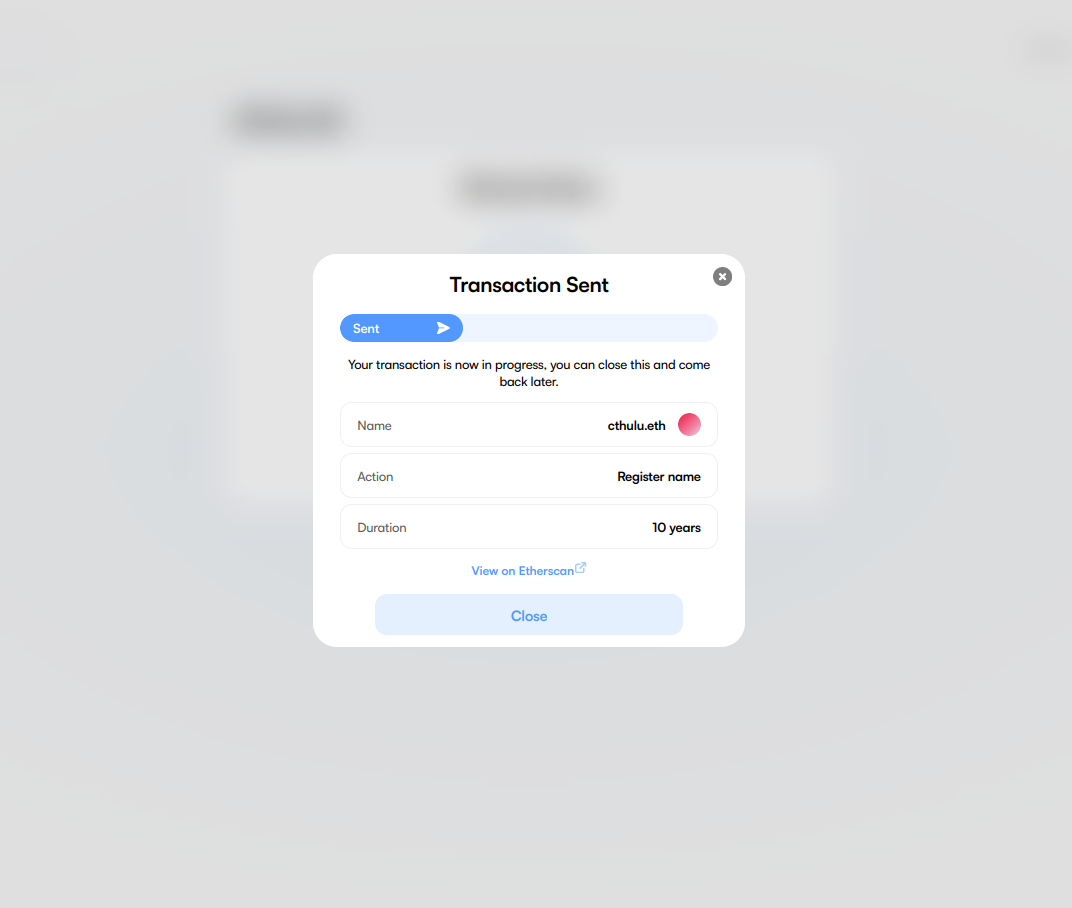 Transaction Sent
Sent
Your transaction is now in progress, you can close this and come
back later.
Name cthulu.eth
Action Register name
Duration 10 years
View on Etherscan
Close